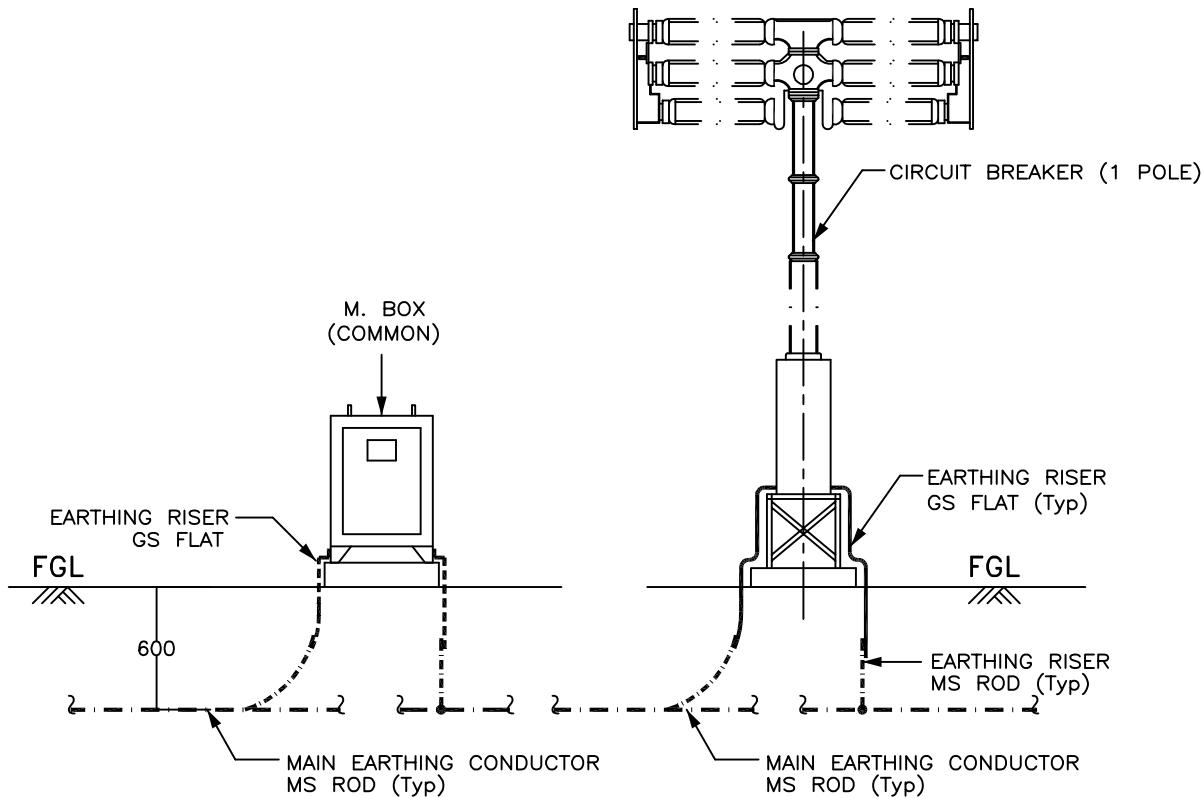 CIRCUIT BREAKER (1 POLE)
M. BOX
(COMMON)
EARTHING RISER
GS FLAT (Typ)
EARTHING RISER
GS FLAT
FGL
FGL
600
EARTHING RISER
MS ROD (Typ)
MAIN EARTHING CONDUCTOR
MS ROD (Typ)
MAIN EARTHING CONDUCTOR
MS ROD (Typ)